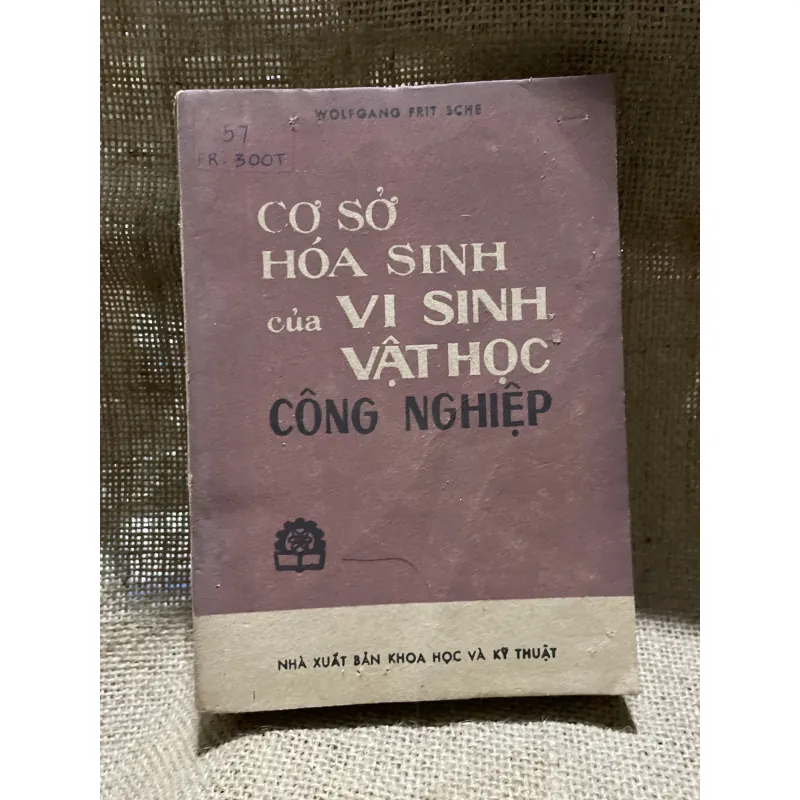 WOLFGANG FRIT SCHE
57
FR - 300T
CƠ SỞ
HÓA SINH
của VI SINH
VẬT HỌC
CÔNG NGHIỆP
NHÀ XUẤT BẢN KHOA HỌC VÀ KỸ THUẬT